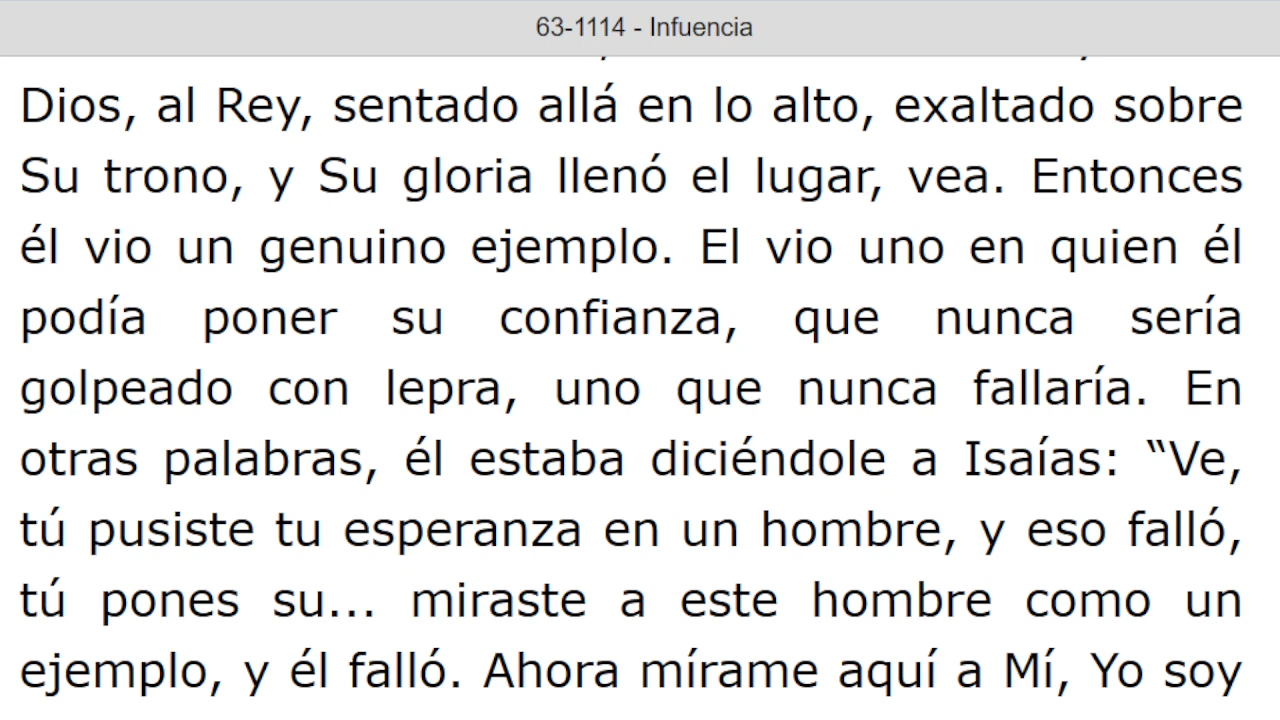 63-1114 - Infuencia
Dios, al Rey, sentado allá en lo alto, exaltado sobre
Su trono, y Su gloria llenó el lugar, vea. Entonces
él vio un genuino ejemplo. El vio uno en quien él
podía poner su confianza, que nunca sería
golpeado con lepra, uno que nunca fallaría. En
otras palabras, él estaba diciéndole a Isaías: “Ve,
tú pusiste tu esperanza en un hombre, y eso falló,
tú pones su... miraste a este hombre como un
ejemplo, y él falló. Ahora mírame aquí a Mí, Yo soy